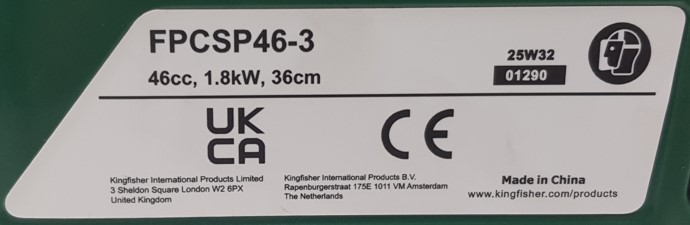 FPCSP46-3
46cc, 1.8kW, 36cm
25W32
01290
UK
CA
CE
Kingfisher International Products Limited
3 Sheldon Square London W2 6PX
United Kingdom
Kingfisher International Products B.V.
Rapenburgerstraat 175E 1011 VM Amsterdam
The Netherlands
Made in China
www.kingfisher.com/products